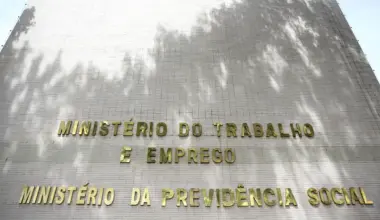 MINISTÉRIO DO TRABALHO
E EMPREGO
MINISTÉRIO DA PREVIDÊNCIA SOCIAL